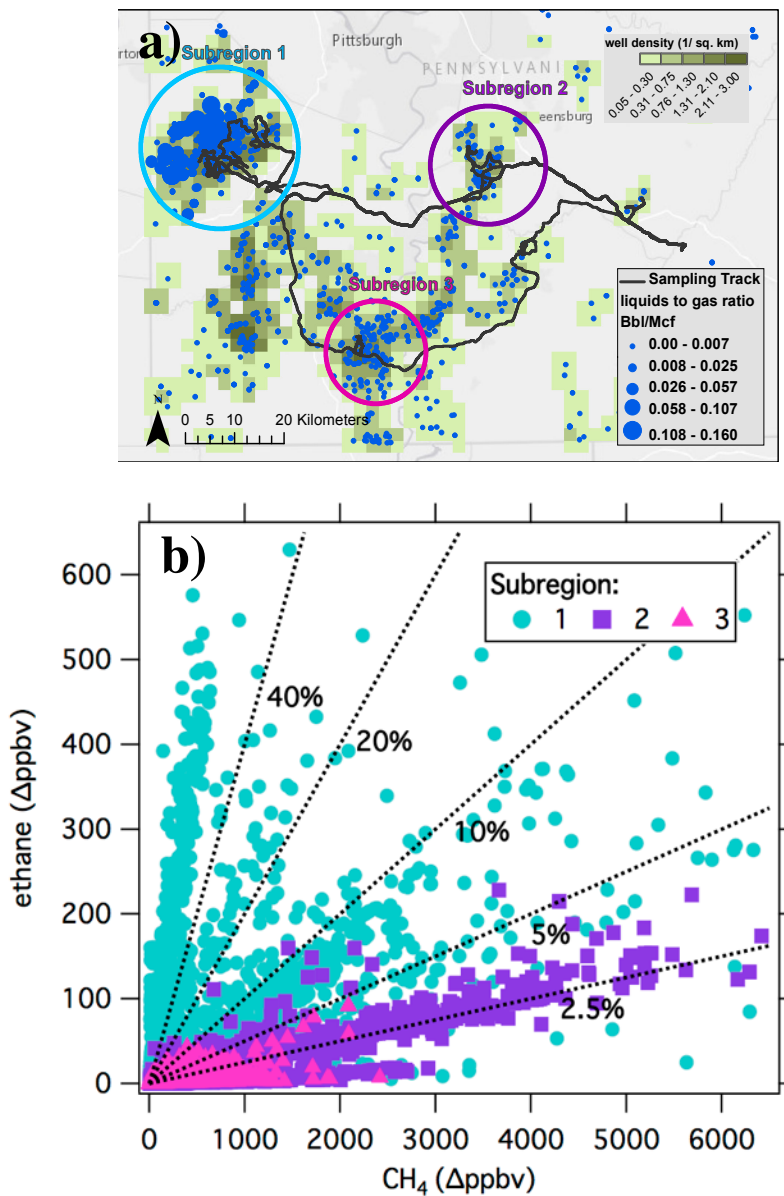 a)
Subregion 1
Pittsburgh
PENNSYLVANI
Subregion 2
eensburg
well density (1/ sq. km)
0.05 - 0.30
0.31 - 0.75
0.76 - 1.30
1.31 - 2.10
2.11 - 3.00
Subregion 3
Sampling Track
liquids to gas ratio
Bbl/Mcf
0.00 - 0.007
0.008 - 0.025
0.026 - 0.057
0.058 - 0.107
0.108 - 0.160
N
0 5 10 20 Kilometers
b)
Subregion:
1 2 3
40%
20%
10%
5%
2.5%
600
500
400
300
200
100
0
ethane (Δppbv)
0 1000 2000 3000 4000 5000 6000
CH₄ (Δppbv)